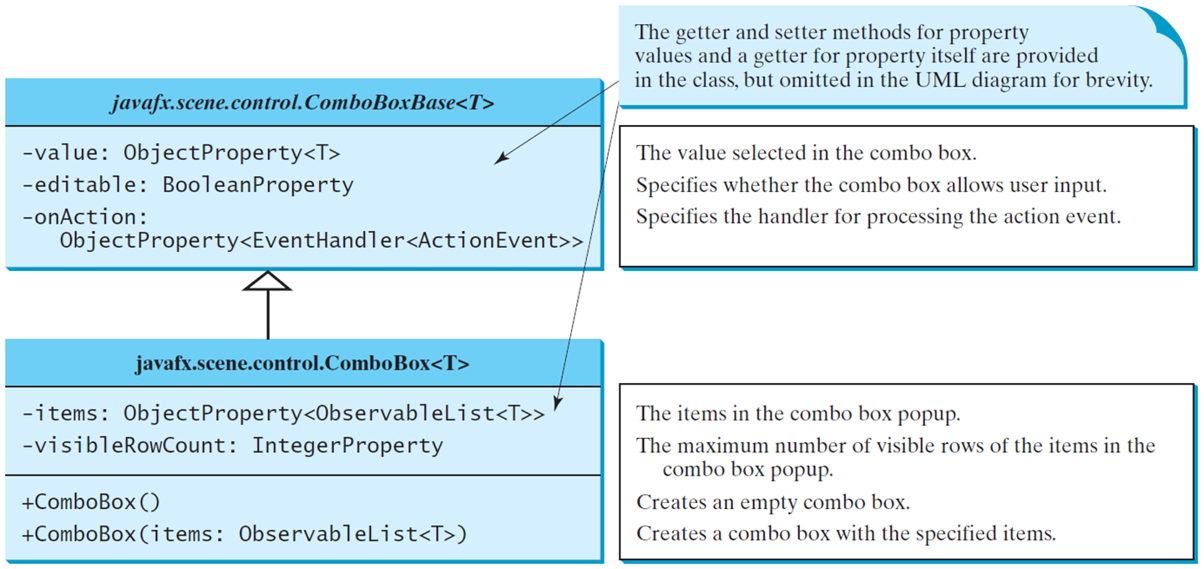 The getter and setter methods for property
values and a getter for property itself are provided
in the class, but omitted in the UML diagram for brevity.
javafx.scene.control.ComboBoxBase<T>
-value: ObjectProperty<T>
-editable: BooleanProperty
-onAction:
ObjectProperty<EventHandler<ActionEvent>>
The value selected in the combo box.
Specifies whether the combo box allows user input.
Specifies the handler for processing the action event.
javafx.scene.control.ComboBox<T>
-items: ObjectProperty<ObservableList<T>>
-visibleRowCount: IntegerProperty
+ComboBox()
+ComboBox(items: ObservableList<T>)
The items in the combo box popup.
The maximum number of visible rows of the items in the
combo box popup.
Creates an empty combo box.
Creates a combo box with the specified items.